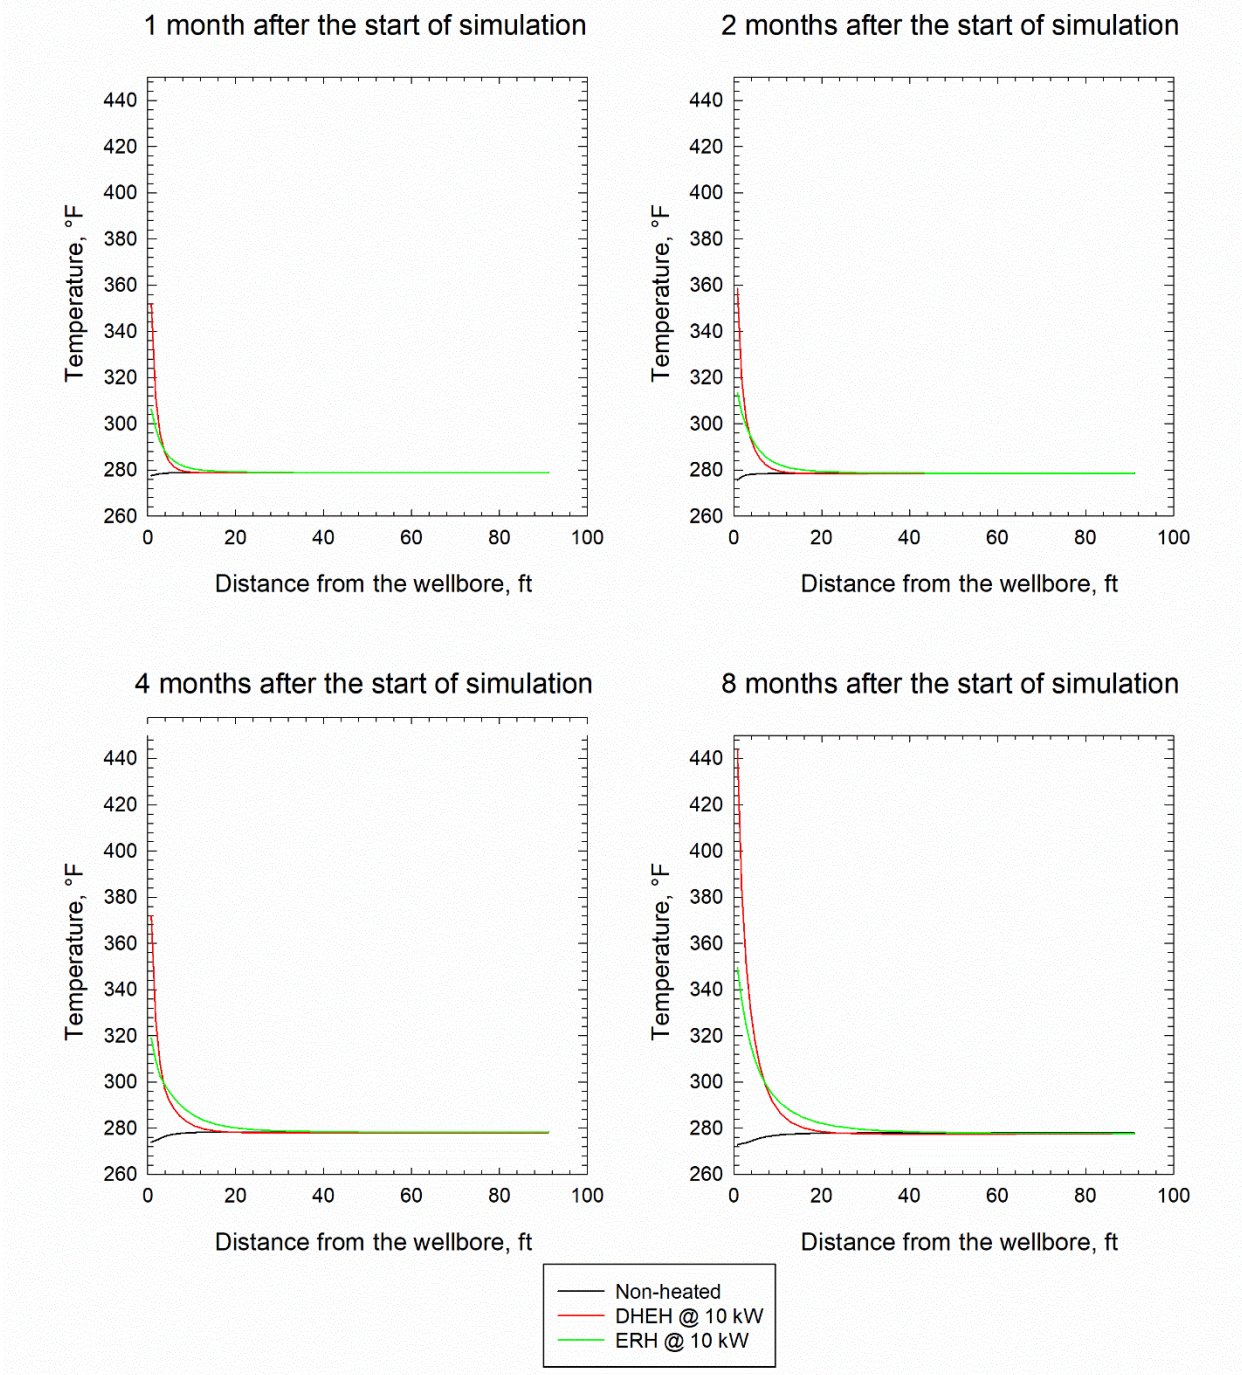 1 month after the start of simulation
440
420
400
380
360
340
320
300
280
260
Temperature, °F
0 20 40 60 80 100
Distance from the wellbore, ft
2 months after the start of simulation
440
420
400
380
360
340
320
300
280
260
Temperature, °F
0 20 40 60 80 100
Distance from the wellbore, ft
4 months after the start of simulation
440
420
400
380
360
340
320
300
280
260
Temperature, °F
0 20 40 60 80 100
Distance from the wellbore, ft
8 months after the start of simulation
440
420
400
380
360
340
320
300
280
260
Temperature, °F
0 20 40 60 80 100
Distance from the wellbore, ft
Non-heated
DHEH @ 10 kW
ERH @ 10 kW